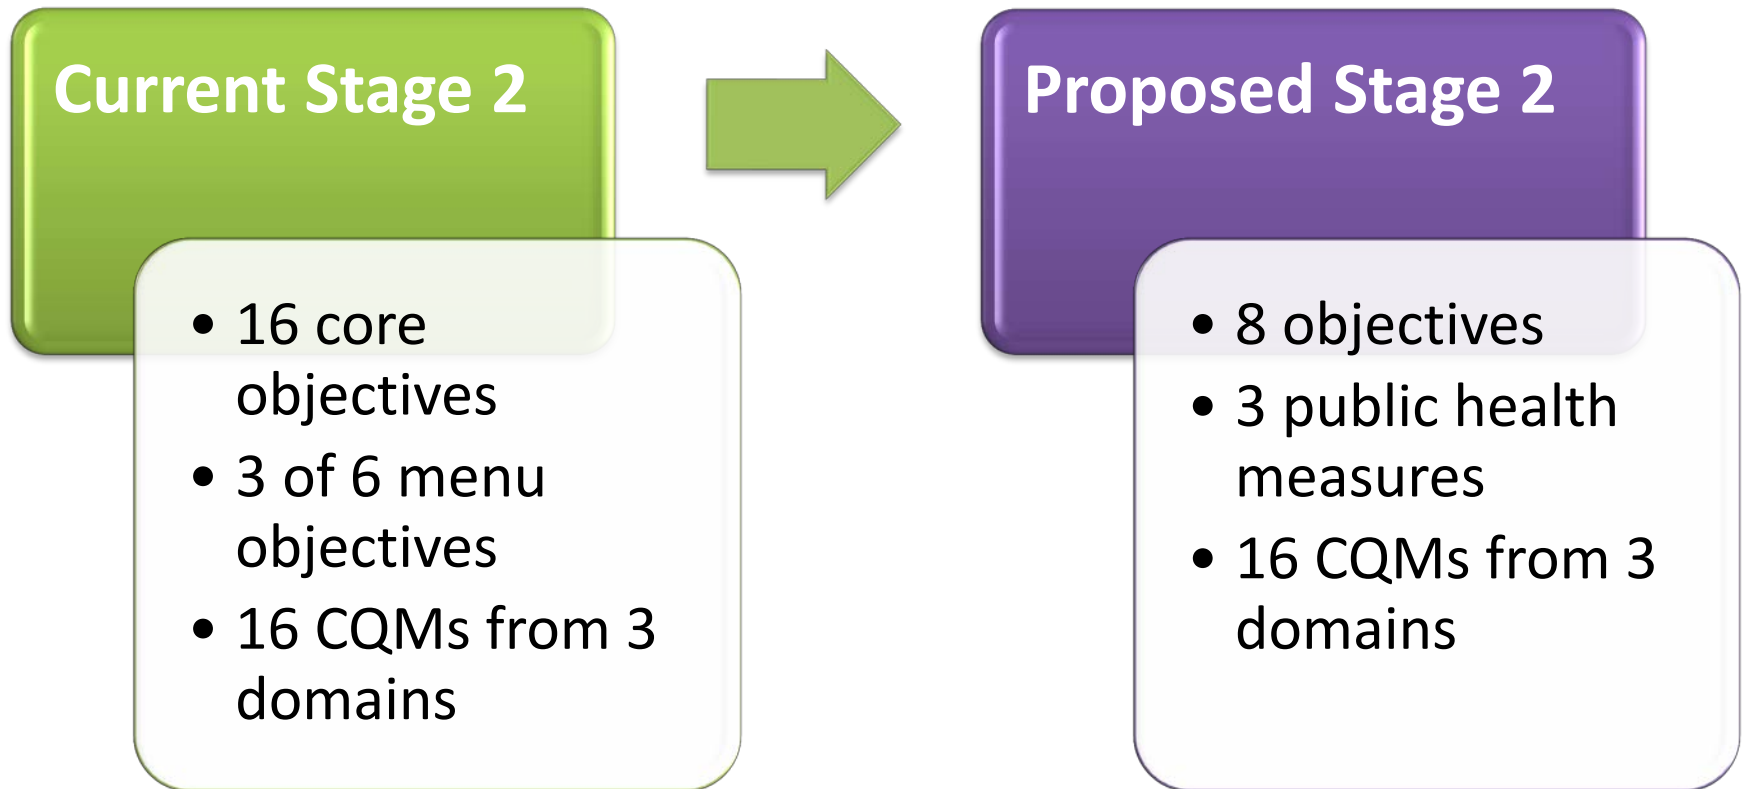 Current Stage 2
• 16 core
objectives
• 3 of 6 menu
objectives
• 16 CQMs from 3
domains
Proposed Stage 2
• 8 objectives
• 3 public health
measures
• 16 CQMs from 3
domains